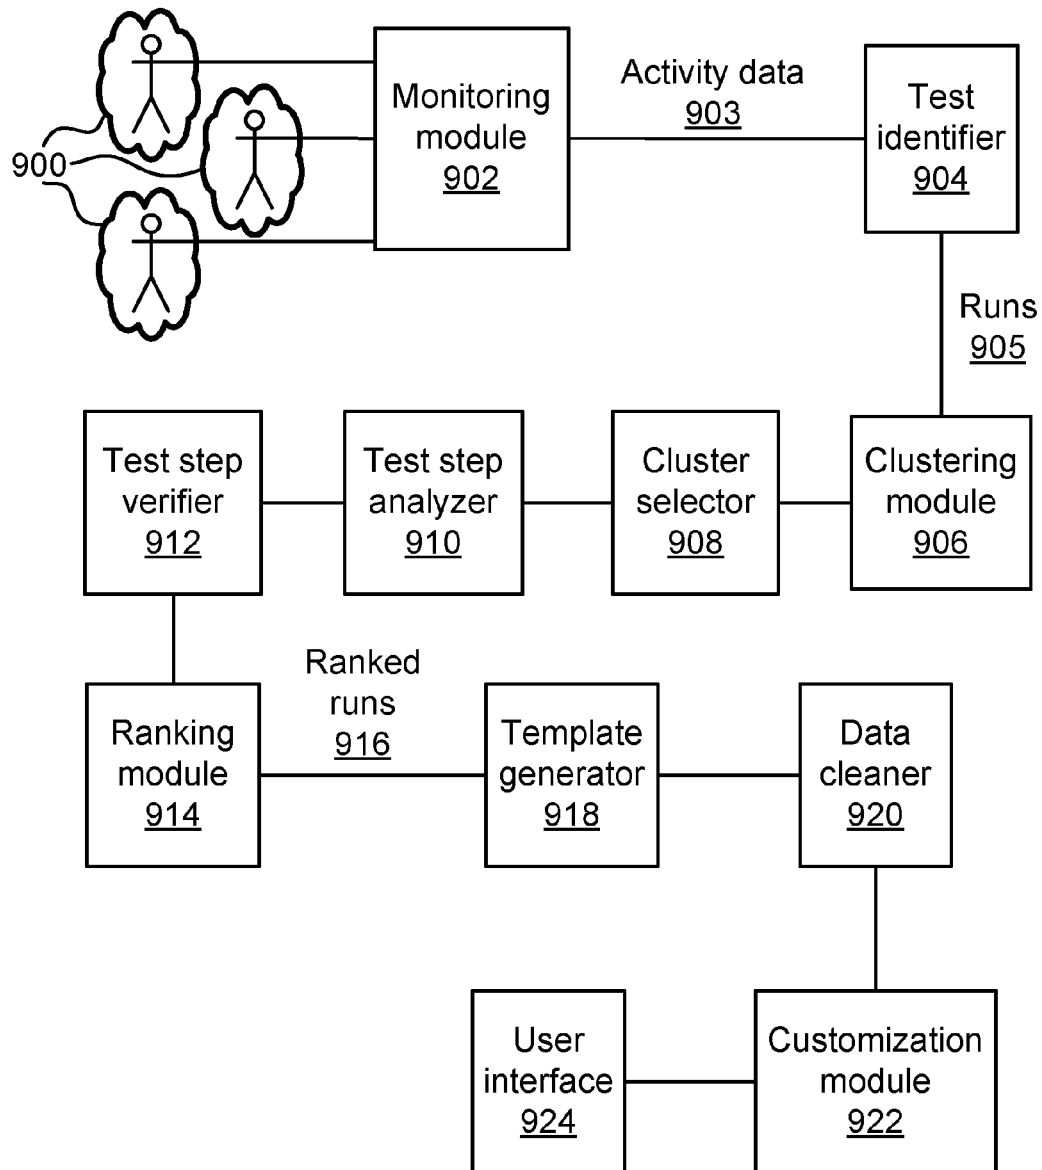 900
Monitoring
module
902
Activity data
903
Test
identifier
904
Runs
905
Test step
verifier
912
Test step
analyzer
910
Cluster
selector
908
Clustering
module
906
Ranking
module
914
Ranked
runs
916
Template
generator
918
Data
cleaner
920
User
interface
924
Customization
module
922